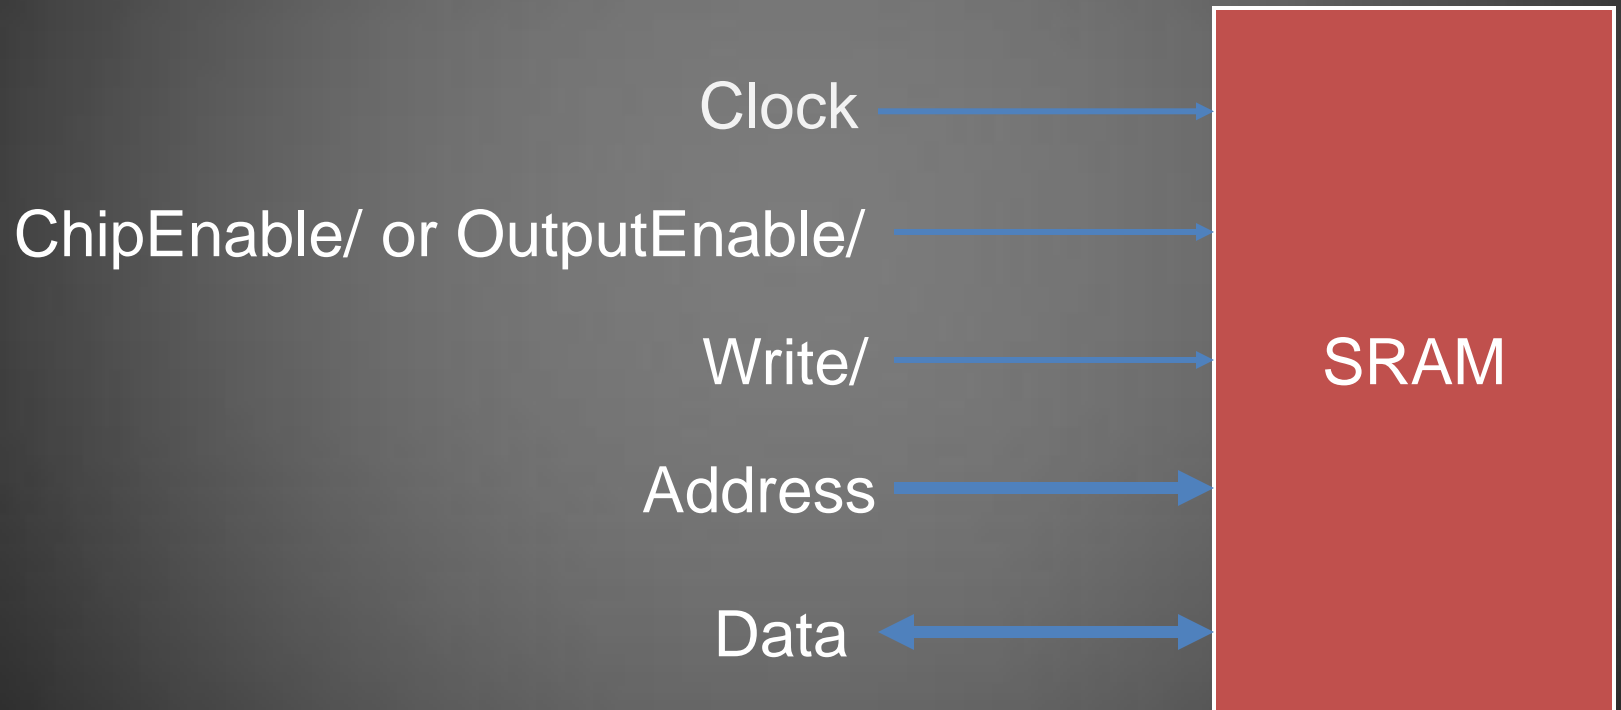 Clock
ChipEnable/ or OutputEnable/
Write/
SRAM
Address
Data